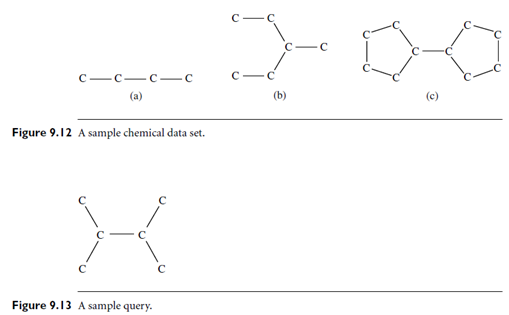 C — C — C — C
(a)
C — C
C — C
C — C
(b)
C C
C C
C — C
C C
C C
(c)
Figure 9.12 A sample chemical data set.
C C
C — C
C C
Figure 9.13 A sample query.